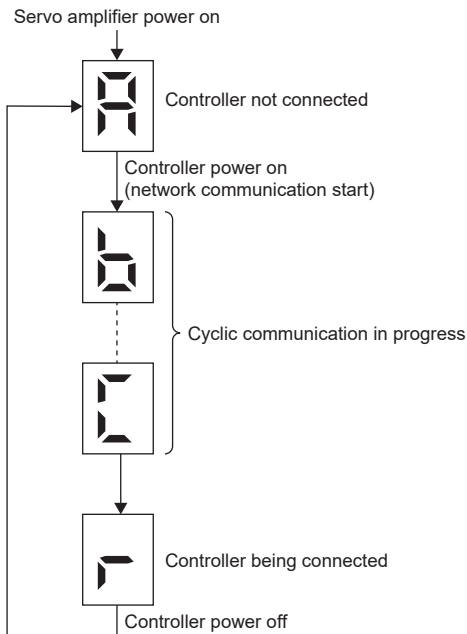 Servo amplifier power on
A
Controller not connected
Controller power on
(network communication start)
b
Cyclic communication in progress
C
r
Controller being connected
Controller power off